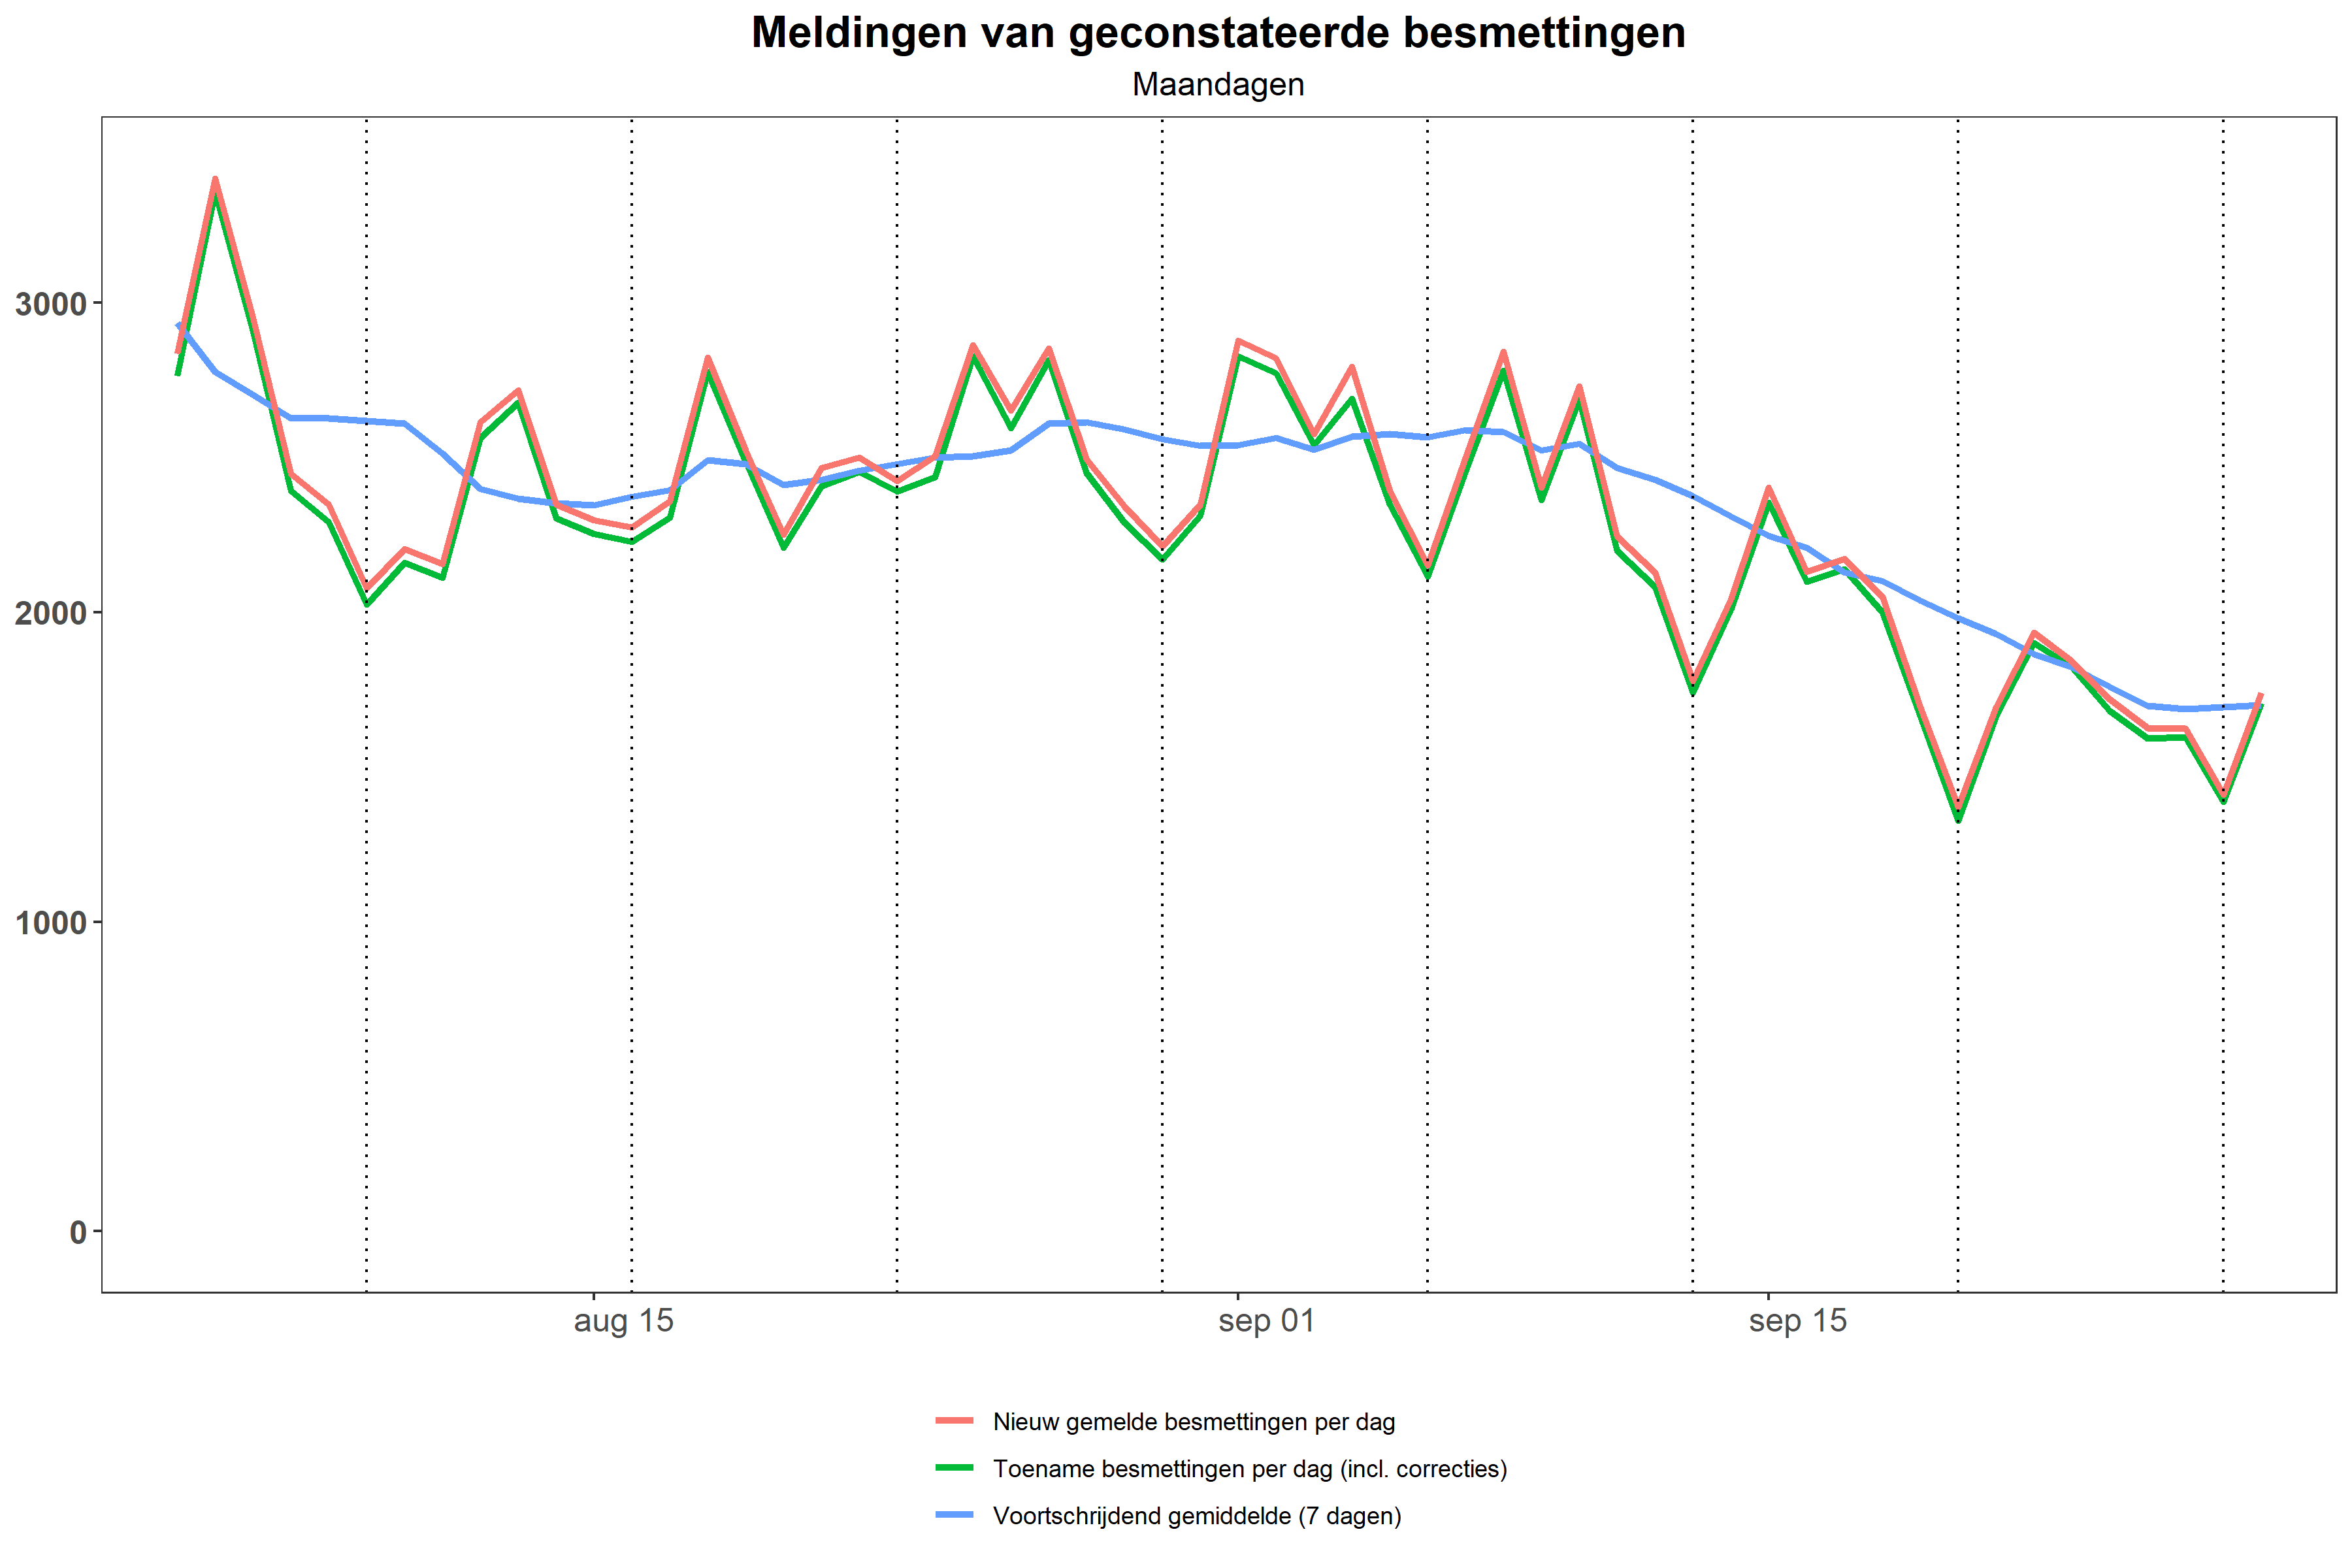 Meldingen van geconstateerde besmettingen
Maandagen
3000
2000
1000
0
aug 15
sep 01
sep 15
Nieuw gemelde besmettingen per dag
Toename besmettingen per dag (incl. correcties)
Voortschrijdend gemiddelde (7 dagen)